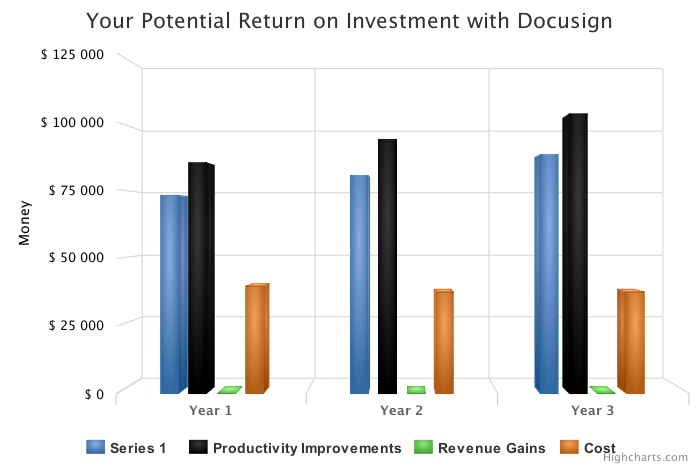 Your Potential Return on Investment with Docusign
$ 125 000
$ 100 000
$ 75 000
$ 50 000
$ 25 000
$ 0
Money
Year 1
Year 2
Year 3
Series 1
Productivity Improvements
Revenue Gains
Cost
Highcharts.com